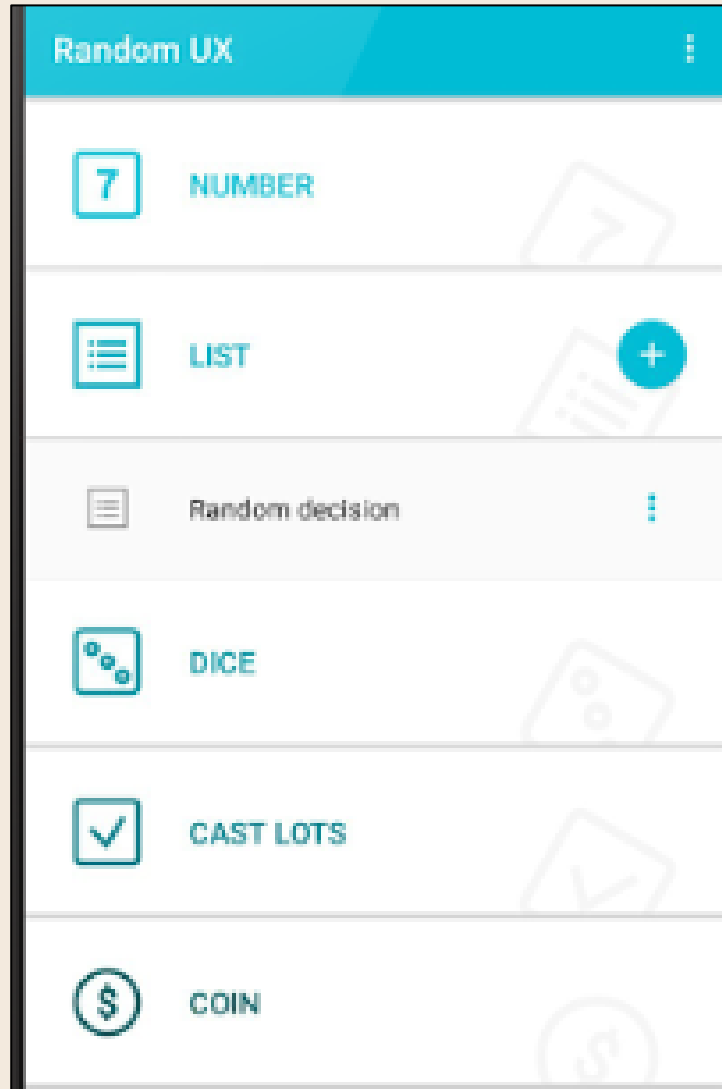 Random UX
7
NUMBER
LIST
+
Random decision
DICE
CAST LOTS
$
COIN